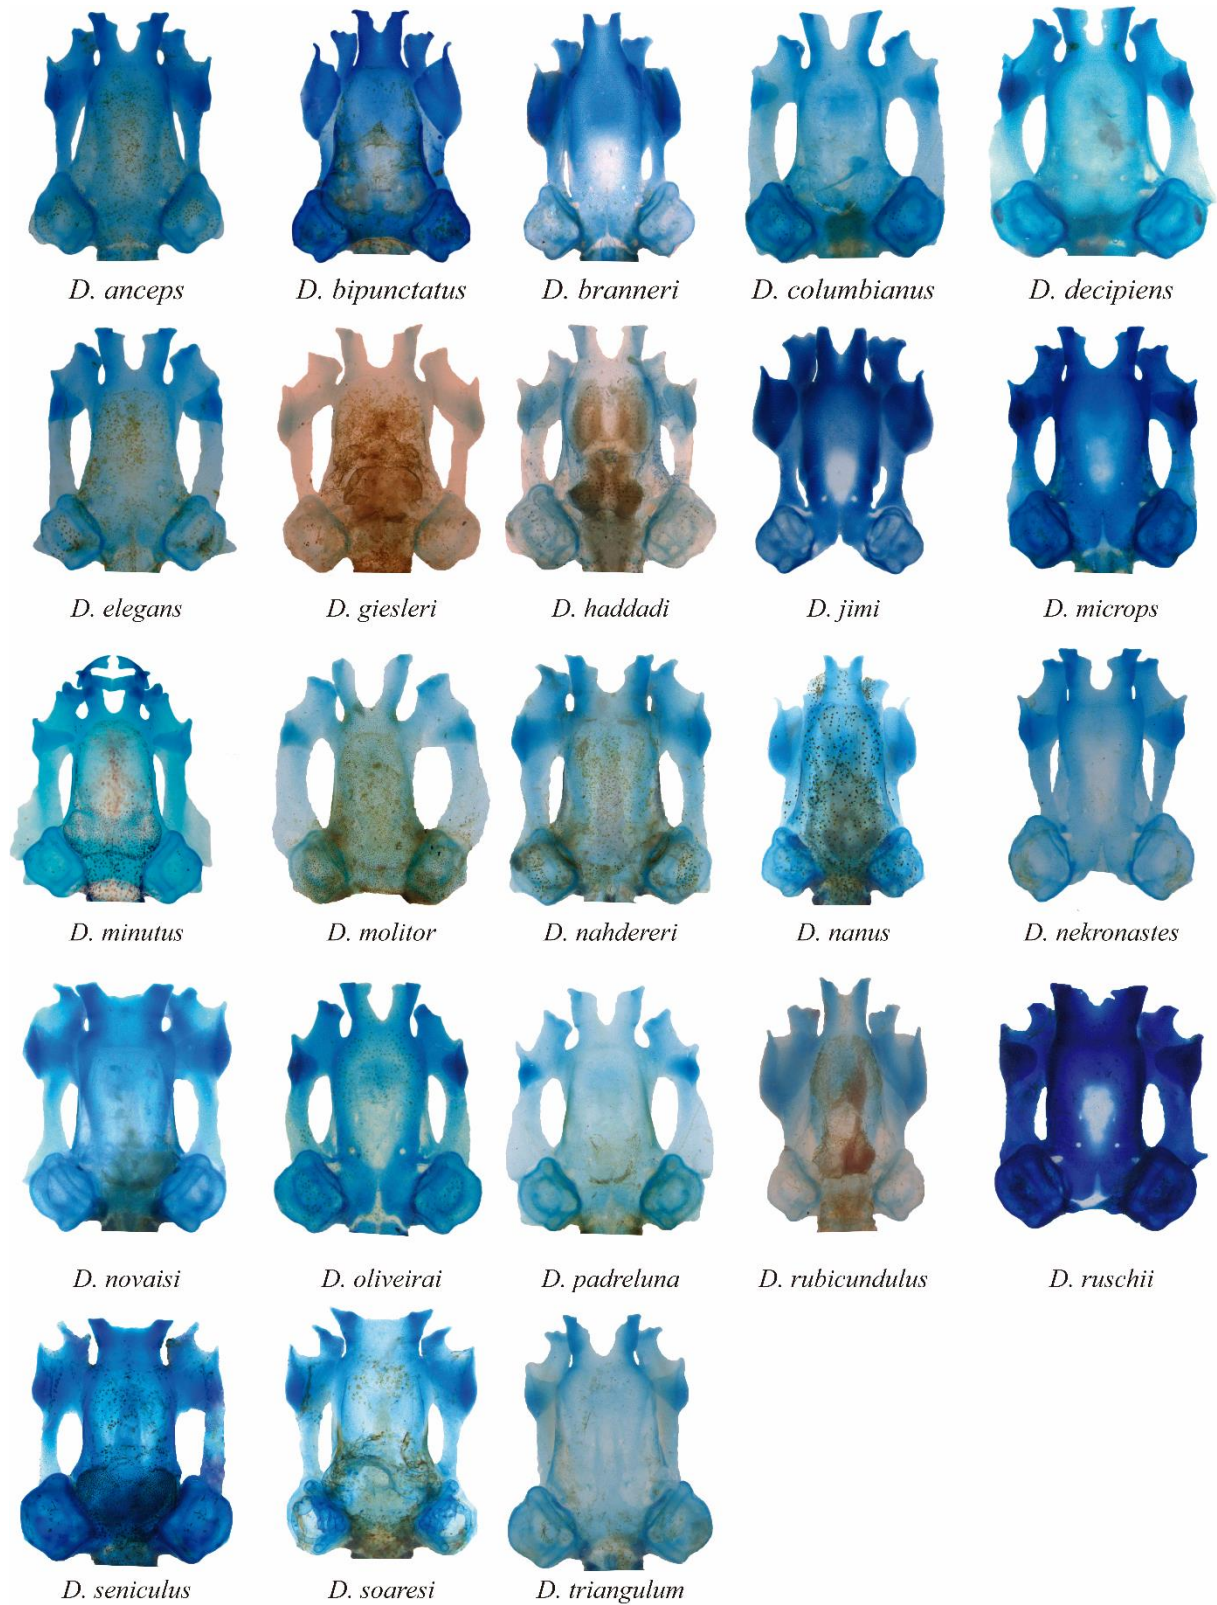 D. anceps
D. bipunctatus
D. branneri
D. columbianus
D. decipiens
D. elegans
D. giesleri
D. haddadi
D. jimi
D. microps
D. minutus
D. molitor
D. nahdereri
D. nanus
D. nekronastes
D. novaisi
D. oliveirai
D. padreluna
D. rubicundulus
D. ruschii
D. seniculus
D. soaresi
D. triangulum